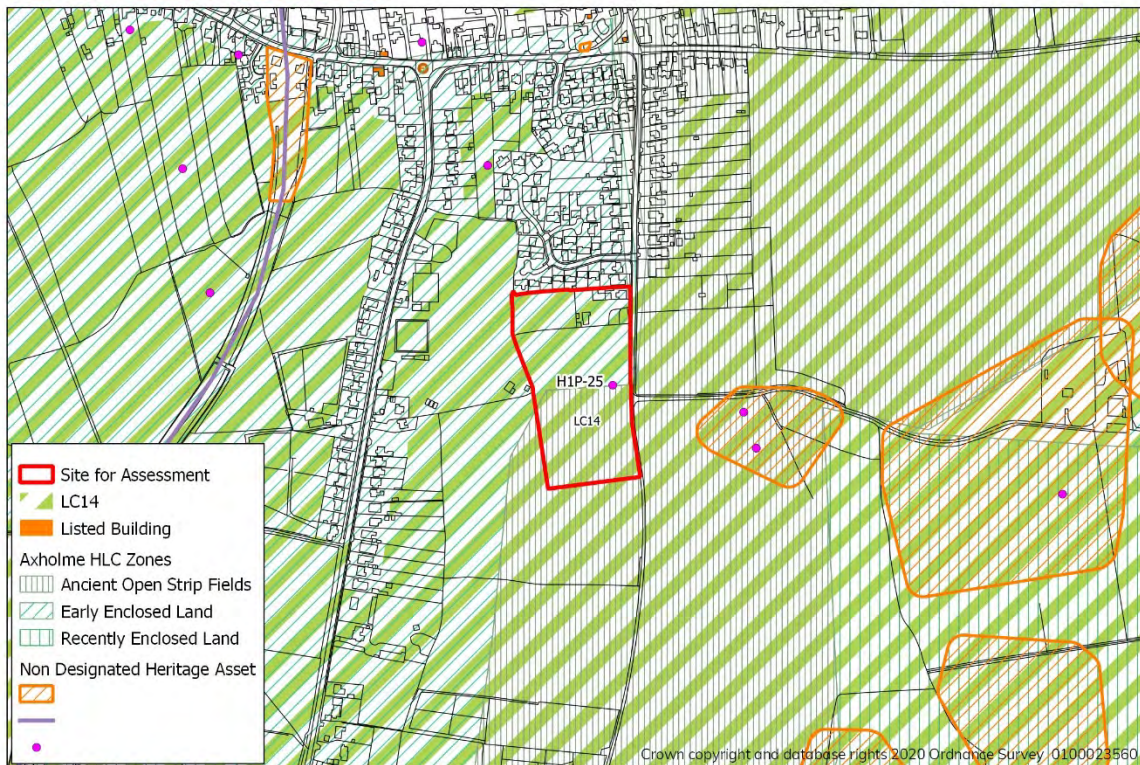 H1P-25
LC14
Site for Assessment
LC14
Listed Building
Axholme HLC Zones
Ancient Open Strip Fields
Early Enclosed Land
Recently Enclosed Land
Non Designated Heritage Asset
Crown copyright and database rights 2020 Ordnance Survey 0100023560